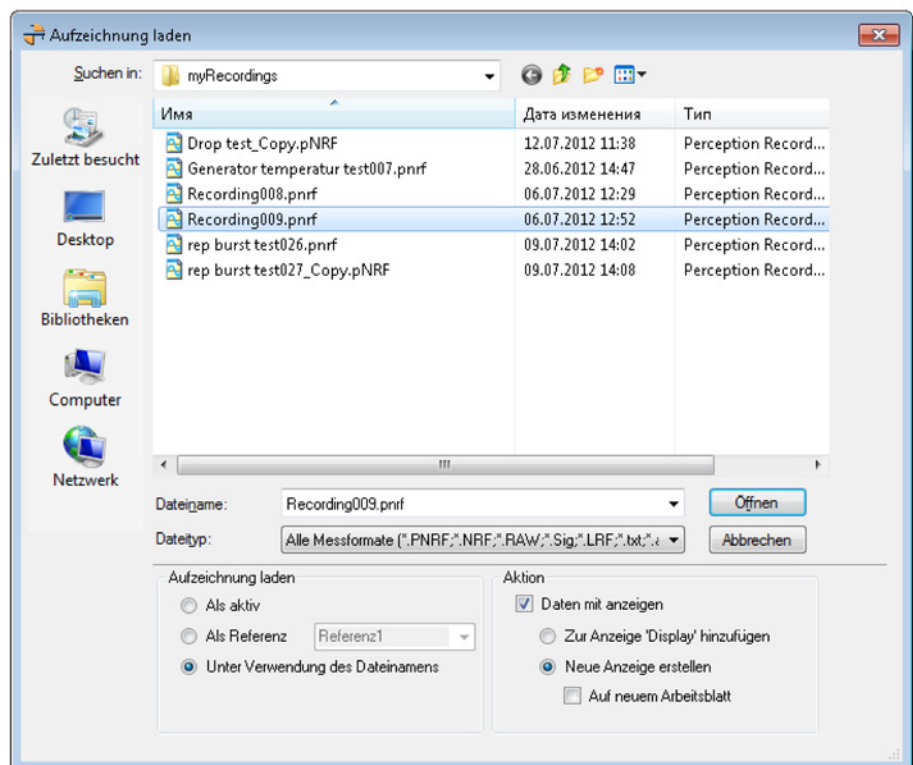 Aufzeichnung laden
Suchen in: myRecordings
Имя Дата изменения Тип
Drop test_Copy.pNRF 12.07.2012 11:38 Perception Record...
Generator temperatur test007.pnrf 28.06.2012 14:47 Perception Record...
Recording008.pnrf 06.07.2012 12:29 Perception Record...
Recording009.pnrf 06.07.2012 12:52 Perception Record...
rep burst test026.pnrf 09.07.2012 14:02 Perception Record...
rep burst test027_Copy.pNRF 09.07.2012 14:08 Perception Record...
Zuletzt besucht
Desktop
Bibliotheken
Computer
Netzwerk
Dateiname: Recording009.pnrf Öffnen
Dateityp: Alle Messformate (*.PNRF;*.NRF;*.RAW;*.Sig;*.LRF;*.txt;*.a Abbrechen
Aufzeichnung laden
Als aktiv
Als Referenz Referenz1
Unter Verwendung des Dateinamens
Aktion
Daten mit anzeigen
Zur Anzeige 'Display' hinzufügen
Neue Anzeige erstellen
Auf neuem Arbeitsblatt